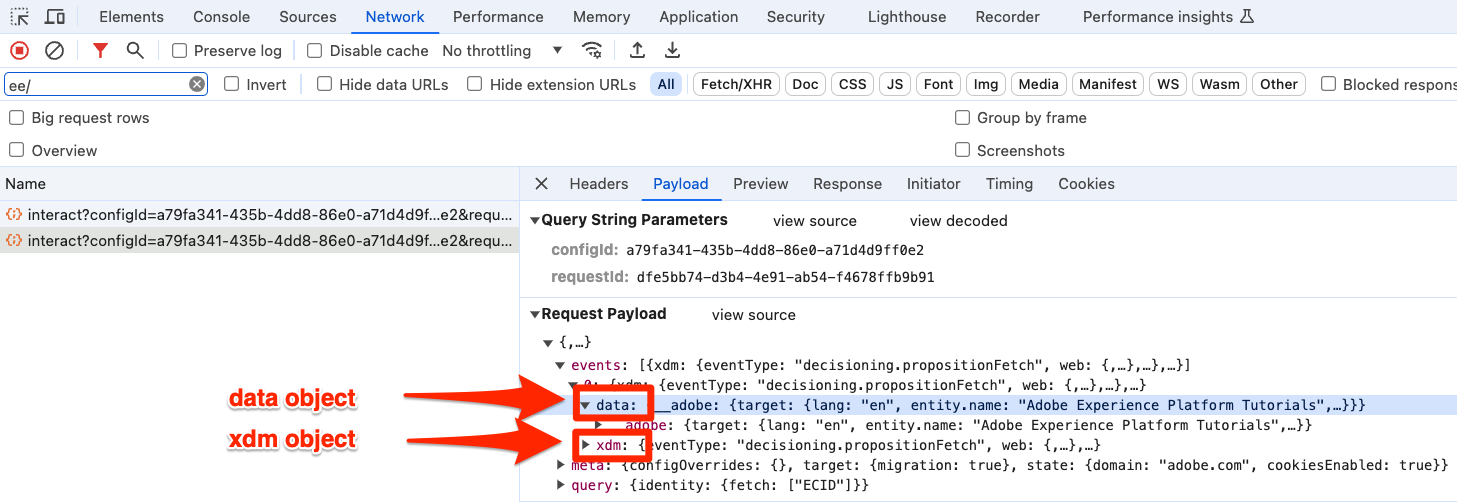 Elements Console Sources Network Performance Memory Application Security Lighthouse Recorder Performance insights
Preserve log Disable cache No throttling
ee/ Invert Hide data URLs Hide extension URLs All Fetch/XHR Doc CSS JS Font Img Media Manifest WS Wasm Other Blocked respons
Big request rows Group by frame
Overview Screenshots
Name Headers Payload Preview Response Initiator Timing Cookies
interact?configId=a79fa341-435b-4dd8-86e0-a71d4d9f…e2&requ...
interact?configId=a79fa341-435b-4dd8-86e0-a71d4d9f…e2&requ...
Query String Parameters view source view decoded
configId: a79fa341-435b-4dd8-86e0-a71d4d9ff0e2
requestId: dfe5bb74-d3b4-4e91-ab54-f4678ffb9b91
Request Payload view source
{,…}
events: [{xdm: {eventType: "decisioning.propositionFetch", web: {,…},…},…}]
0: {xdm: {eventType: "decisioning.propositionFetch", web: {,…},…},…}
data object
data: __adobe: {target: {lang: "en", entity.name: "Adobe Experience Platform Tutorials",…}}}
adobe: {target: {lang: "en", entity.name: "Adobe Experience Platform Tutorials",…}}
xdm object
xdm: {eventType: "decisioning.propositionFetch", web: {,…},…}
meta: {configOverrides: {}, target: {migration: true}, state: {domain: "adobe.com", cookiesEnabled: true}}
query: {identity: {fetch: ["ECID"]}}